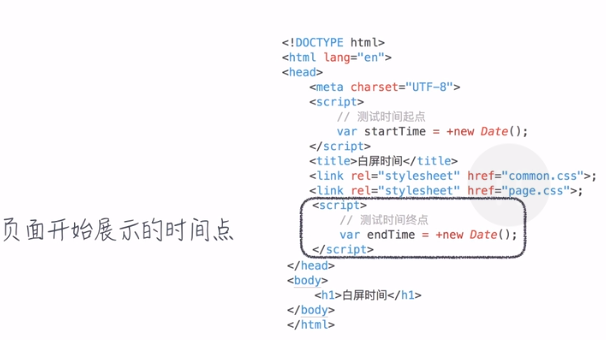 <!DOCTYPE html>
<html lang="en">
<head>
<meta charset="UTF-8">
<script>
// 测试时间起点
var startTime = +new Date();
</script>
<title>白屏时间</title>
<link rel="stylesheet" href="common.css">;
<link rel="stylesheet" href="page.css">;
<script>
// 测试时间终点
var endTime = +new Date();
</script>
页面开始展示的时间点
</head>
<body>
<h1>白屏时间</h1>
</body>
</html>